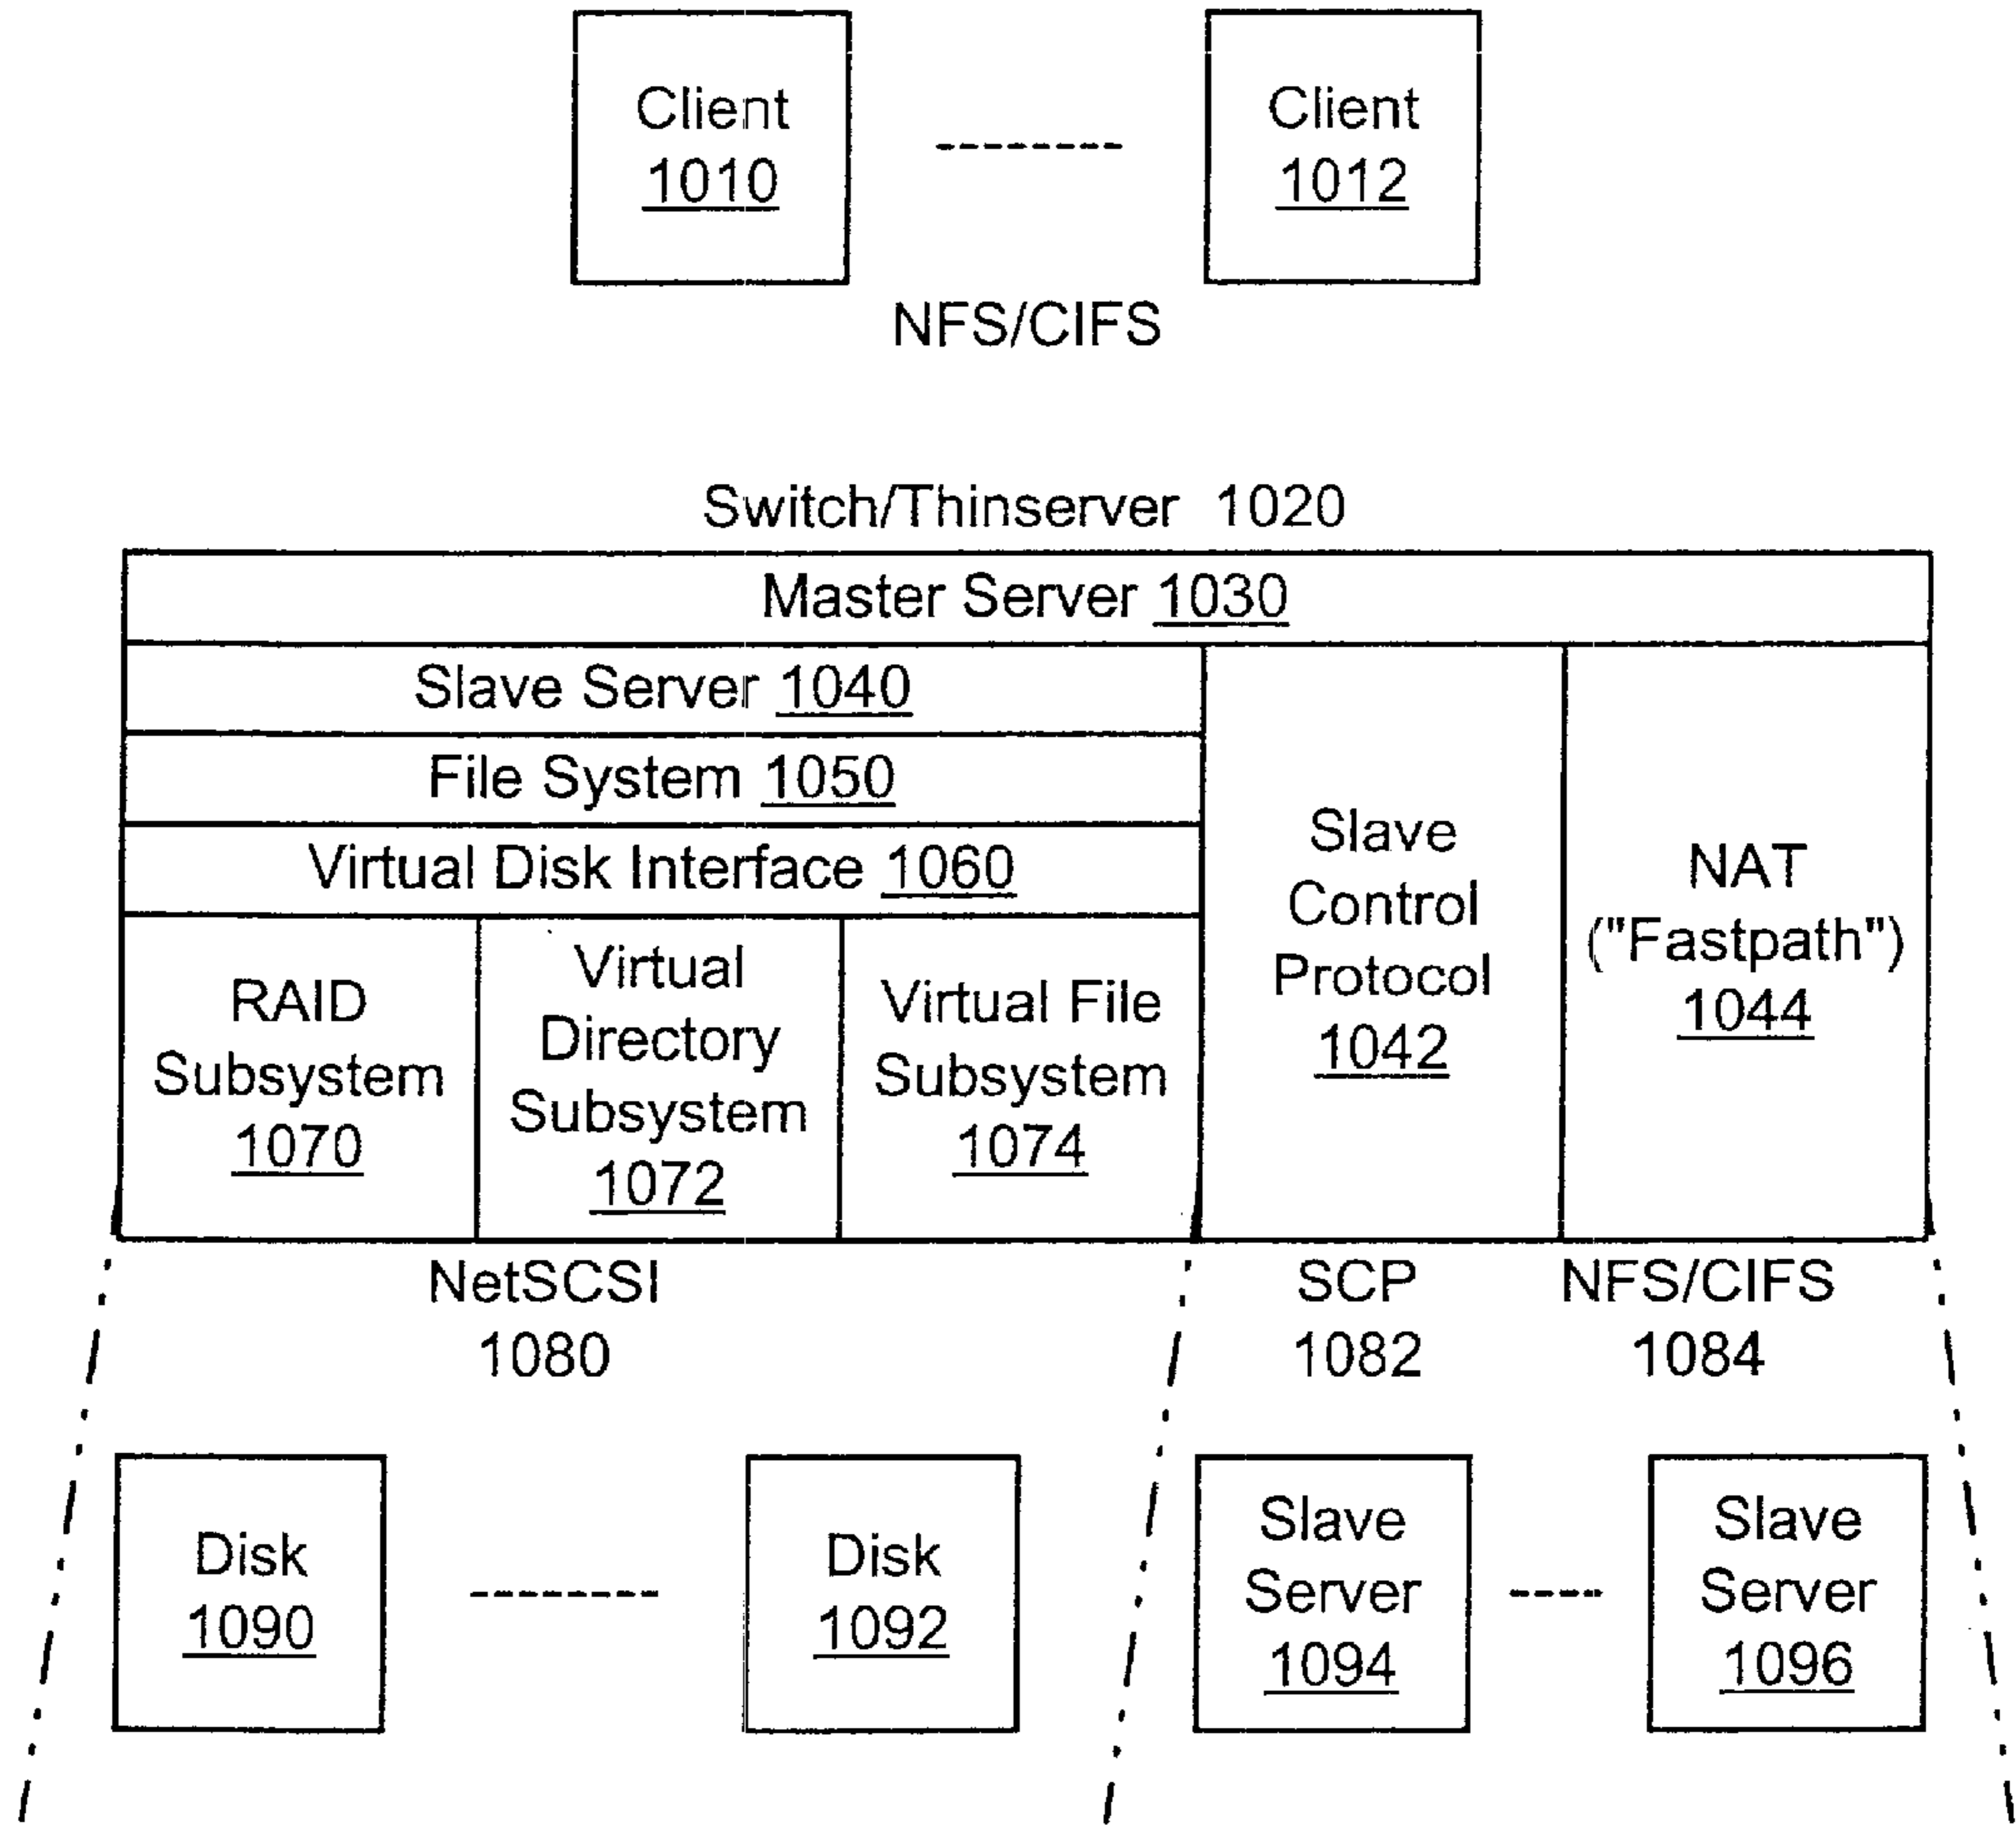 Client
1010
Client
1012
NFS/CIFS
Switch/Thinserver 1020
Master Server 1030
Slave Server 1040
File System 1050
Virtual Disk Interface 1060
RAID
Subsystem
1070
Virtual
Directory
Subsystem
1072
Virtual File
Subsystem
1074
Slave
Control
Protocol
1042
NAT
("Fastpath")
1044
NetSCSI
1080
SCP
1082
NFS/CIFS
1084
Disk
1090
Disk
1092
Slave
Server
1094
Slave
Server
1096